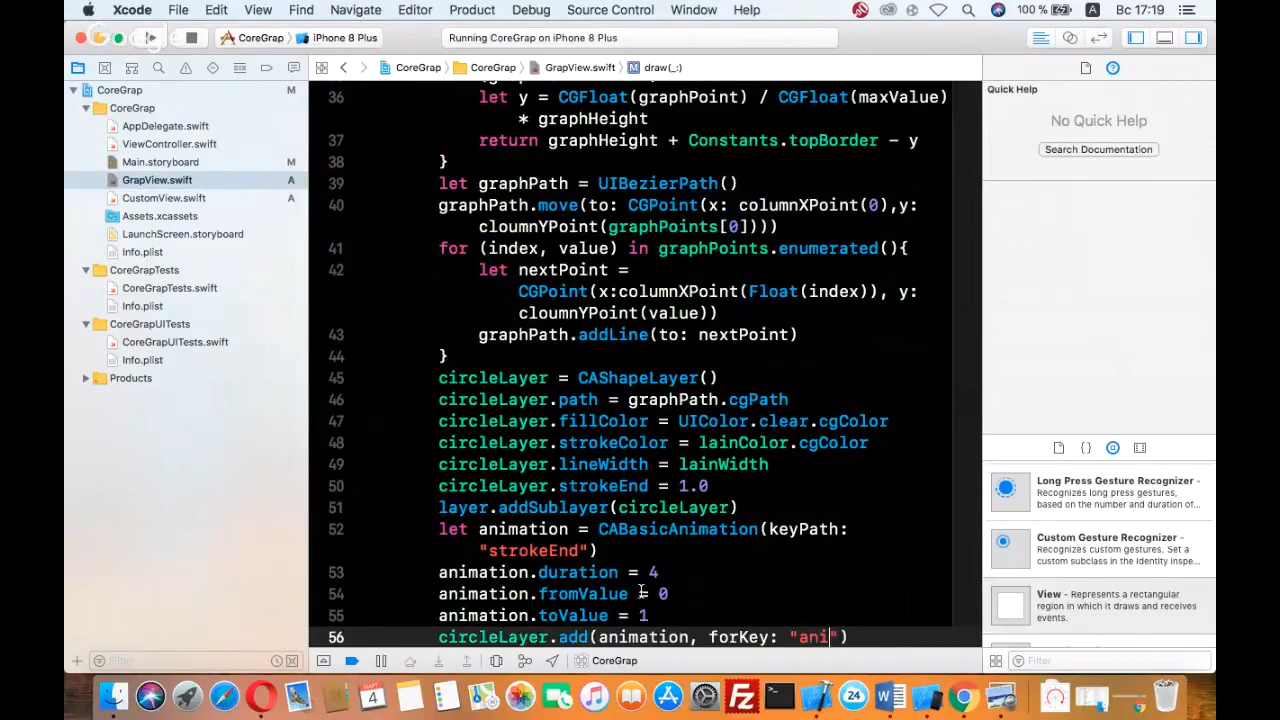 Xcode File Edit View Find Navigate Editor Product Debug Source Control Window Help 100 % A Вс 17:19
CoreGrap iPhone 8 Plus Running CoreGrap on iPhone 8 Plus
CoreGrap CoreGrap GrapView.swift M draw(_:)
CoreGrap M
CoreGrap
AppDelegate.swift
ViewController.swift
Main.storyboard M
GrapView.swift A
CustomView.swift A
Assets.xcassets
LaunchScreen.storyboard
Info.plist
CoreGrapTests
CoreGrapTests.swift
Info.plist
CoreGrapUITests
CoreGrapUITests.swift
Info.plist
Products
Filter
36 let y = CGFloat(graphPoint) / CGFloat(maxValue)
* graphHeight
37 return graphHeight + Constants.topBorder - y
38 }
39 let graphPath = UIBezierPath()
40 graphPath.move(to: CGPoint(x: columnXPoint(0),y:
cloumnYPoint(graphPoints[0])))
41 for (index, value) in graphPoints.enumerated(){
42 let nextPoint =
CGPoint(x:columnXPoint(Float(index)), y:
cloumnYPoint(value))
43 graphPath.addLine(to: nextPoint)
44 }
45 circleLayer = CAShapeLayer()
46 circleLayer.path = graphPath.cgPath
47 circleLayer.fillColor = UIColor.clear.cgColor
48 circleLayer.strokeColor = lainColor.cgColor
49 circleLayer.lineWidth = lainWidth
50 circleLayer.strokeEnd = 1.0
51 layer.addSublayer(circleLayer)
52 let animation = CABasicAnimation(keyPath:
"strokeEnd")
53 animation.duration = 4
54 animation.fromValue = 0
55 animation.toValue = 1
56 circleLayer.add(animation, forKey: "ani")
CoreGrap
Quick Help
No Quick Help
Search Documentation
{ }
Long Press Gesture Recognizer -
Recognizes long press gestures,
based on the number and duration of...
Custom Gesture Recognizer -
Recognizes custom gestures. Set a
custom subclass in the identity inspe...
View - Represents a rectangular
region in which it draws and receives
events.
Filter
МАРТ
4
Fz
24
W